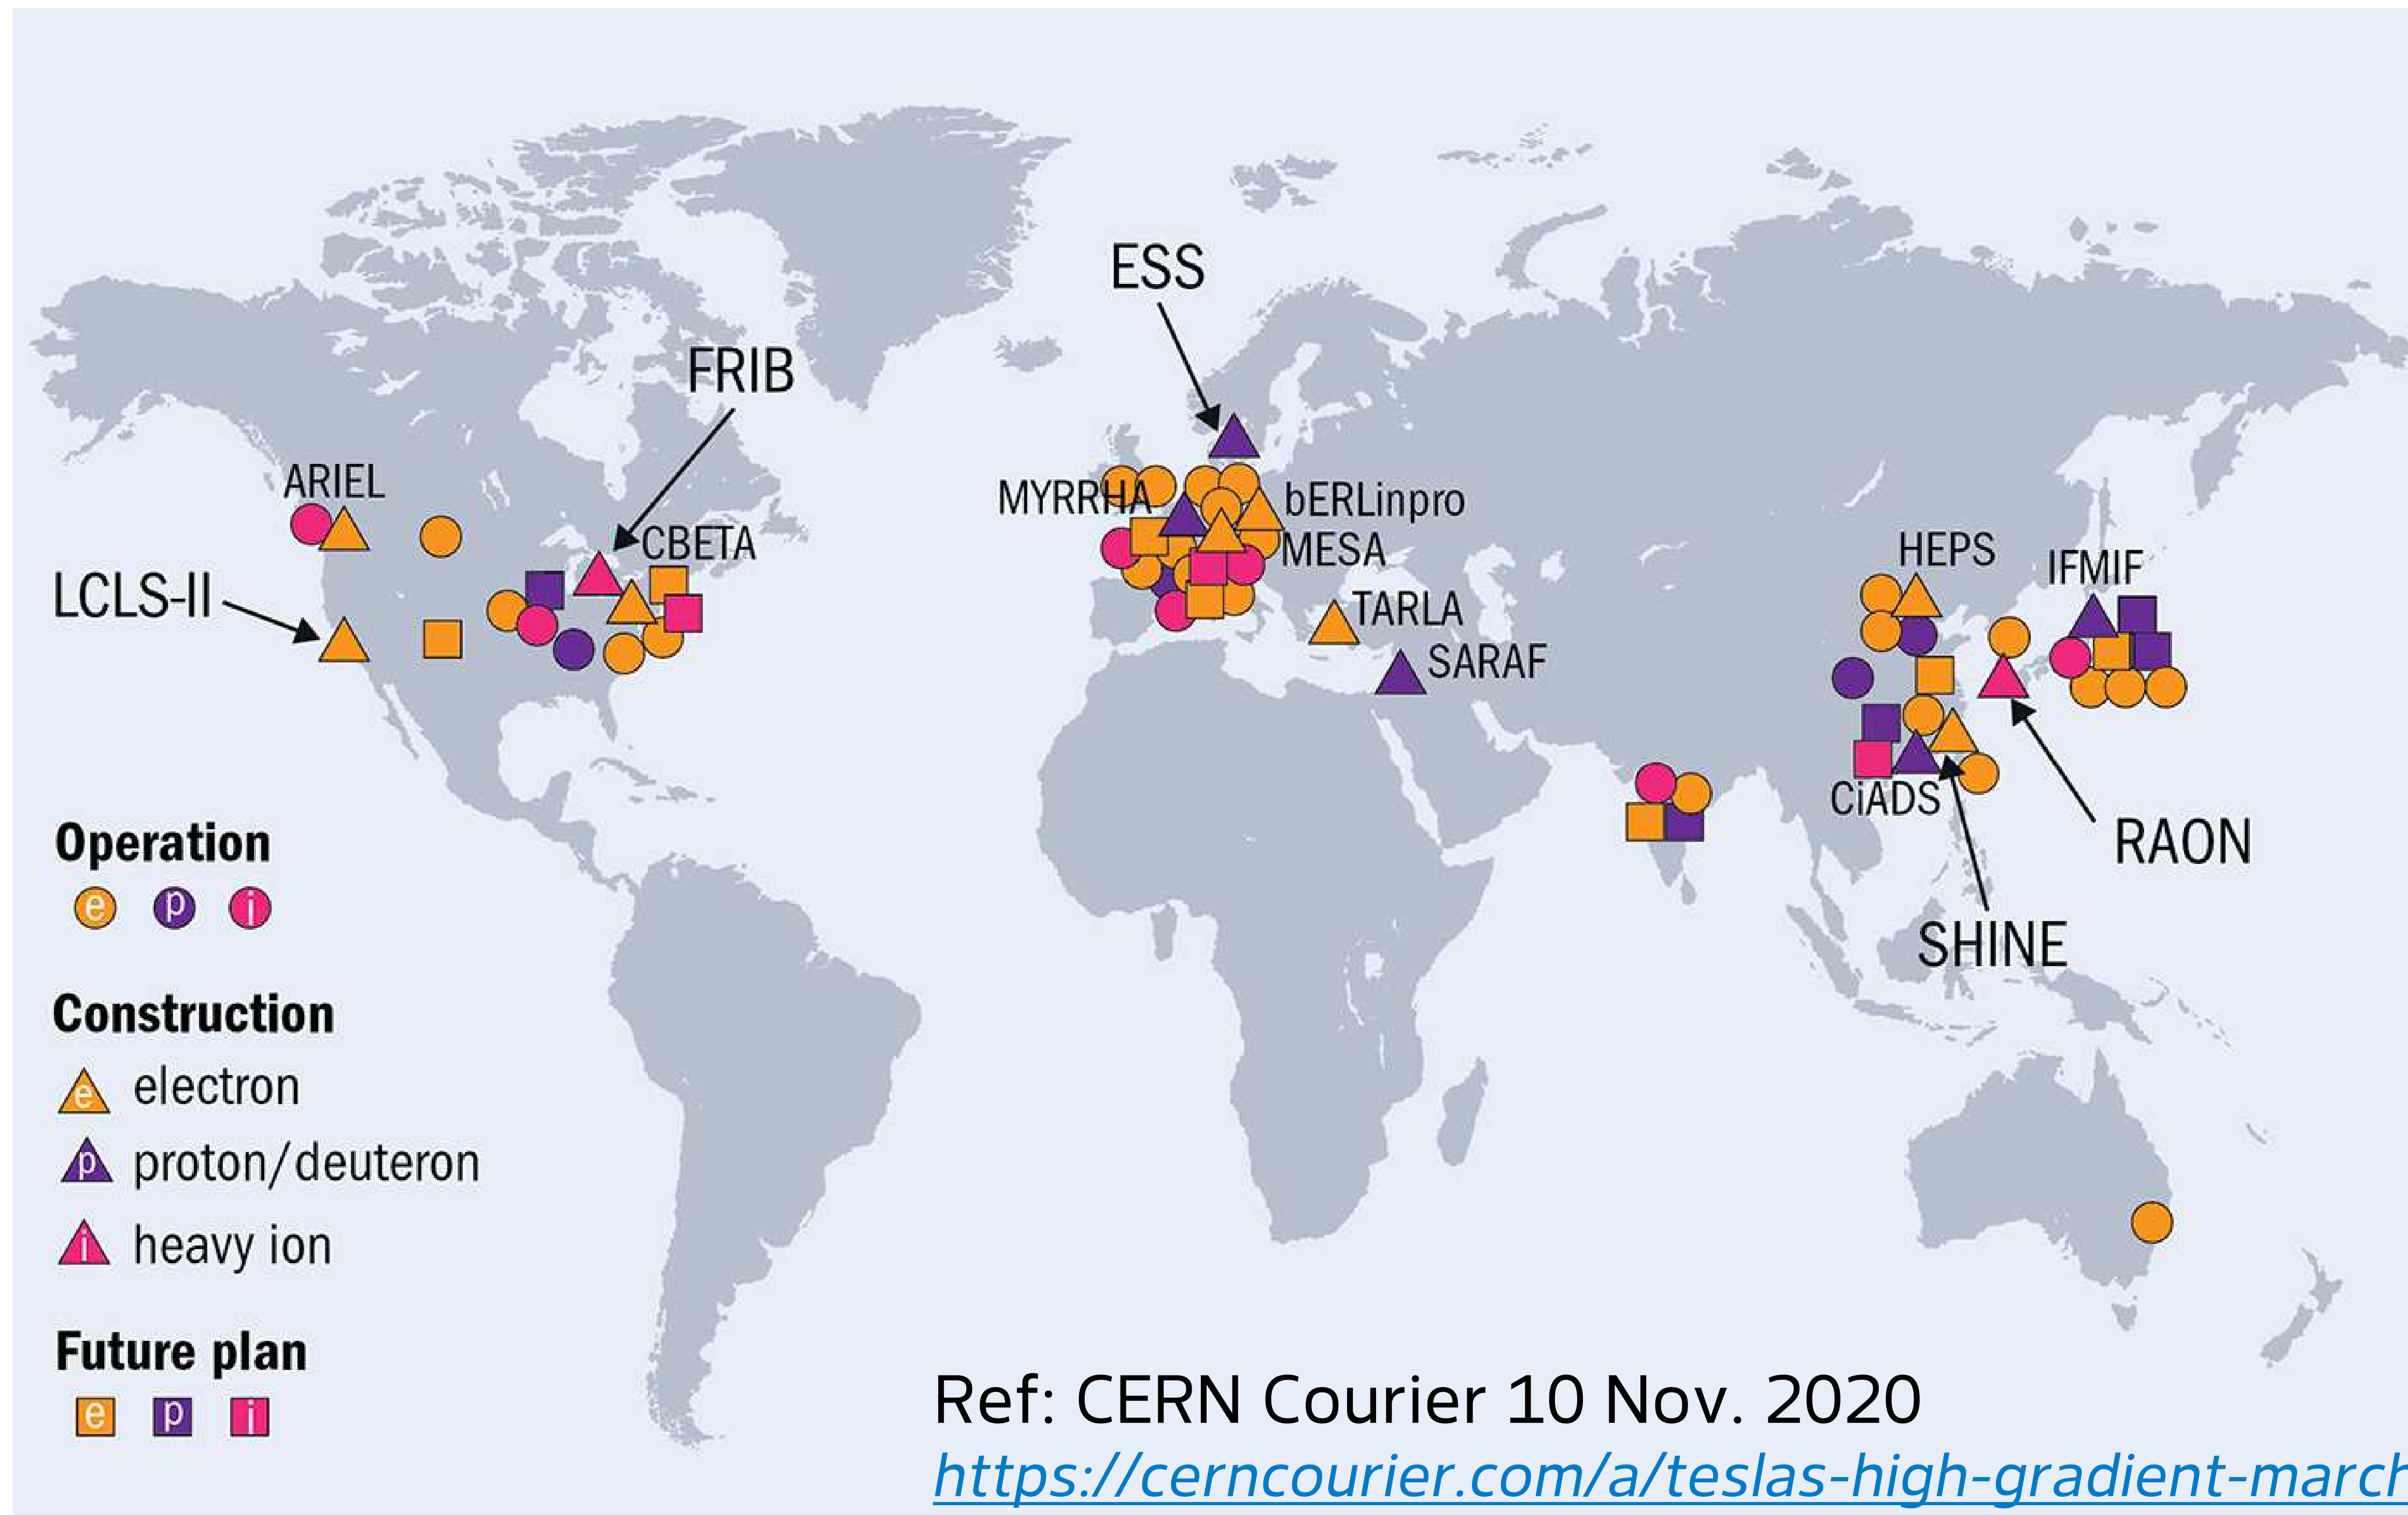 ESS
FRIB
ARIEL
MYRRHA
bERLinpro
CBETA
MESA
HEPS
IFMIF
LCLS-II
TARLA
SARAF
CiADS
RAON
SHINE
Operation
e p i
Construction
e electron
p proton/deuteron
i heavy ion
Future plan
e p i
Ref: CERN Courier 10 Nov. 2020
https://cerncourier.com/a/teslas-high-gradient-march